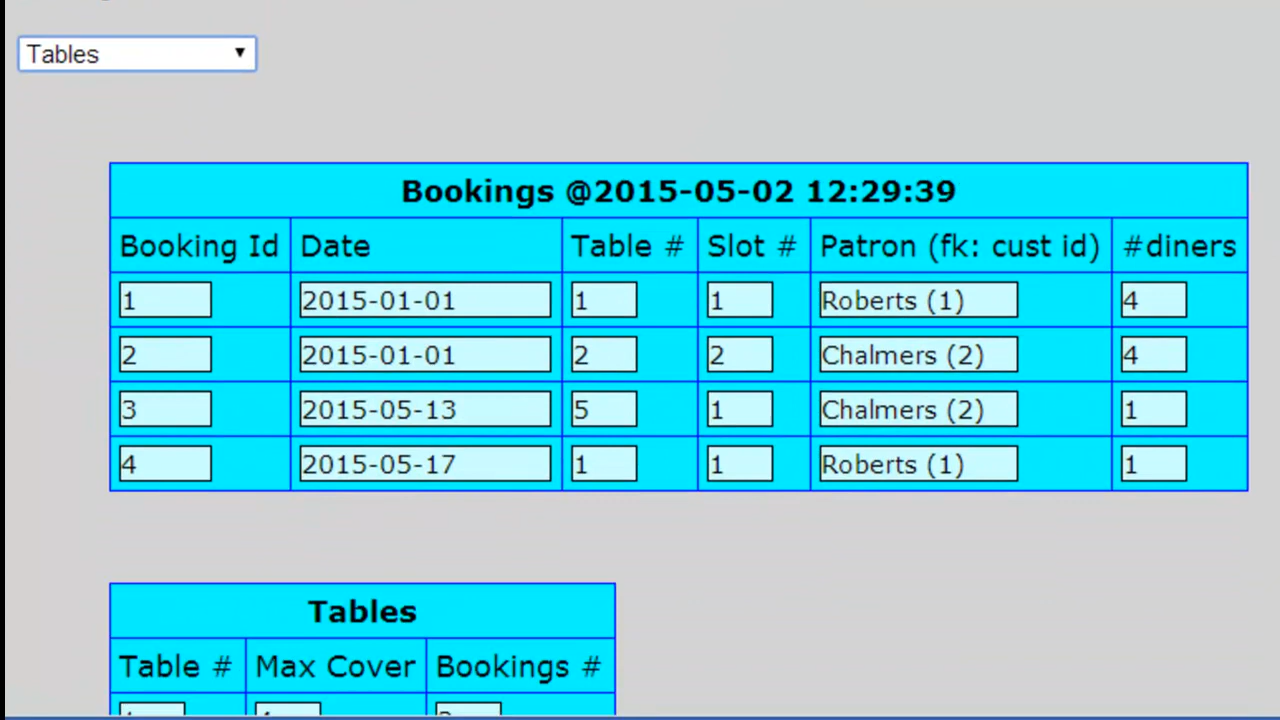 Tables
Bookings @2015-05-02 12:29:39
Booking Id Date Table # Slot # Patron (fk: cust id) #diners
1 2015-01-01 1 1 Roberts (1) 4
2 2015-01-01 2 2 Chalmers (2) 4
3 2015-05-13 5 1 Chalmers (2) 1
4 2015-05-17 1 1 Roberts (1) 1
Tables
Table # Max Cover Bookings #